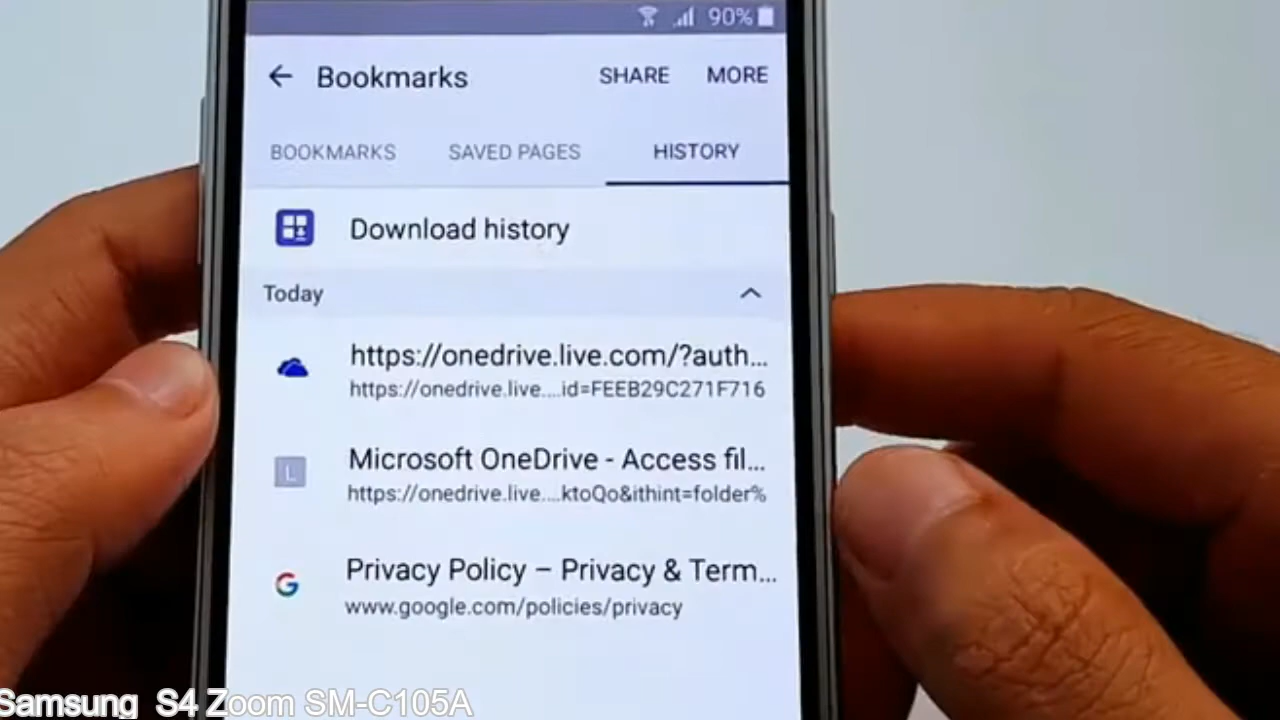 90%
Bookmarks SHARE MORE
BOOKMARKS SAVED PAGES HISTORY
Download history
Today
https://onedrive.live.com/?auth...
https://onedrive.live....id=FEEB29C271F716
L
Microsoft OneDrive - Access fil...
https://onedrive.live....ktoQo&ithint=folder%
G
Privacy Policy – Privacy & Term...
www.google.com/policies/privacy
Samsung S4 Zoom SM-C105A